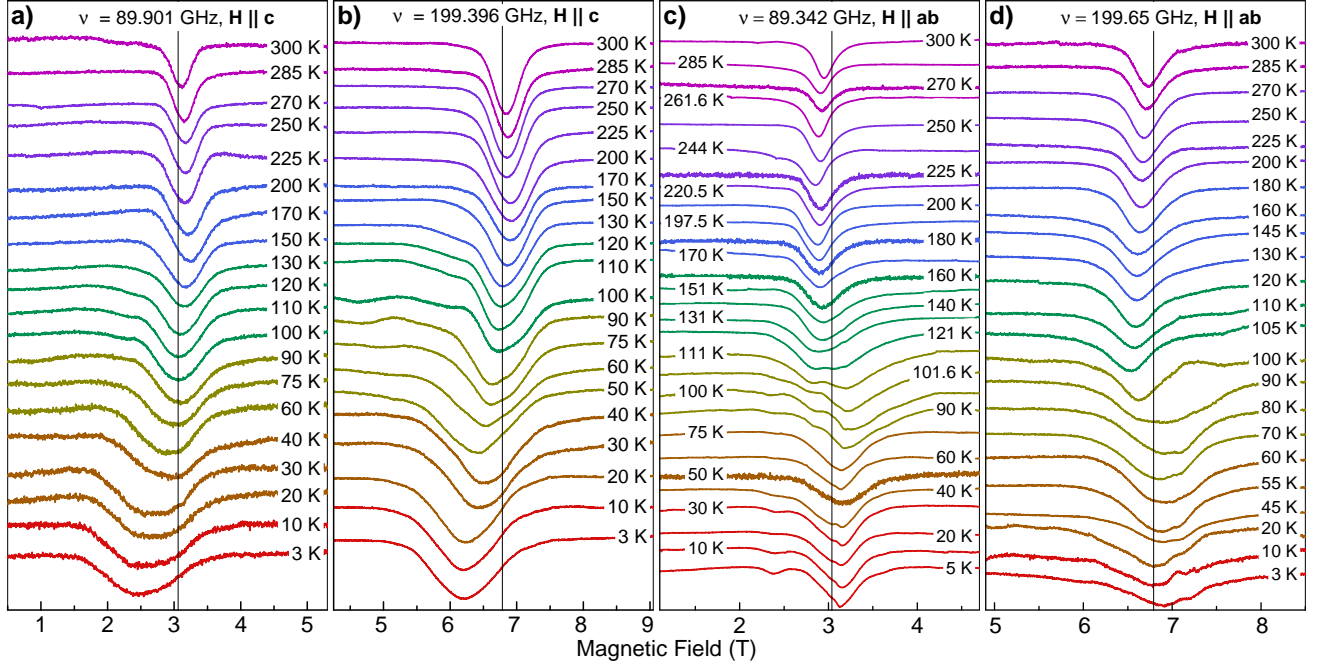 a) ν = 89.901 GHz, H || c
300 K
285 K
270 K
250 K
225 K
200 K
170 K
150 K
130 K
120 K
110 K
100 K
90 K
75 K
60 K
40 K
30 K
20 K
10 K
3 K
1 2 3 4 5
b) ν = 199.396 GHz, H || c
300 K
285 K
270 K
250 K
225 K
200 K
170 K
150 K
130 K
120 K
110 K
100 K
90 K
75 K
60 K
50 K
40 K
30 K
20 K
10 K
3 K
5 6 7 8 9
c) ν = 89.342 GHz, H || ab
300 K
285 K
270 K
261.6 K
250 K
244 K
225 K
220.5 K
200 K
197.5 K
180 K
170 K
160 K
151 K
140 K
131 K
121 K
111 K
101.6 K
100 K
90 K
75 K
60 K
50 K
40 K
30 K
20 K
10 K
5 K
2 3 4
d) ν = 199.65 GHz, H || ab
300 K
285 K
270 K
250 K
225 K
200 K
180 K
160 K
145 K
130 K
120 K
110 K
105 K
100 K
90 K
80 K
70 K
60 K
55 K
45 K
20 K
10 K
3 K
5 6 7 8
Magnetic Field (T)